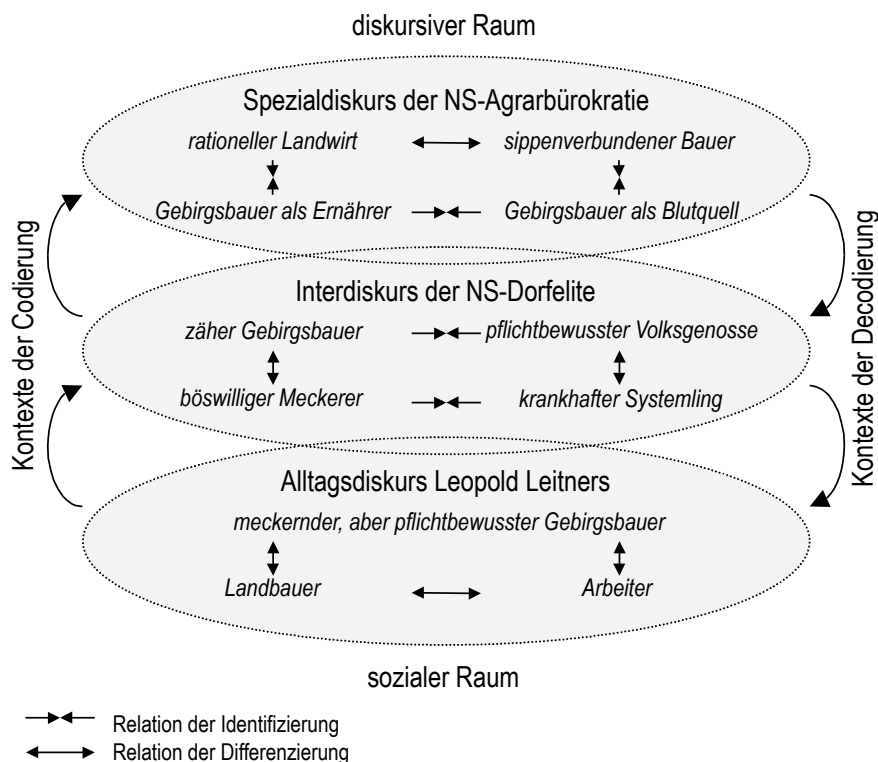 diskursiver Raum
Spezialdiskurs der NS-Agrarbürokratie
rationeller Landwirt sippenverbundener Bauer
Gebirgsbauer als Ernährer Gebirgsbauer als Blutquell
Kontexte der Codierung
Kontexte der Decodierung
Interdiskurs der NS-Dorfelite
zäher Gebirgsbauer pflichtbewusster Volksgenosse
böswilliger Meckerer krankhafter Systemling
Alltagsdiskurs Leopold Leitners
meckernder, aber pflichtbewusster Gebirgsbauer
Landbauer Arbeiter
sozialer Raum
Relation der Identifizierung
Relation der Differenzierung